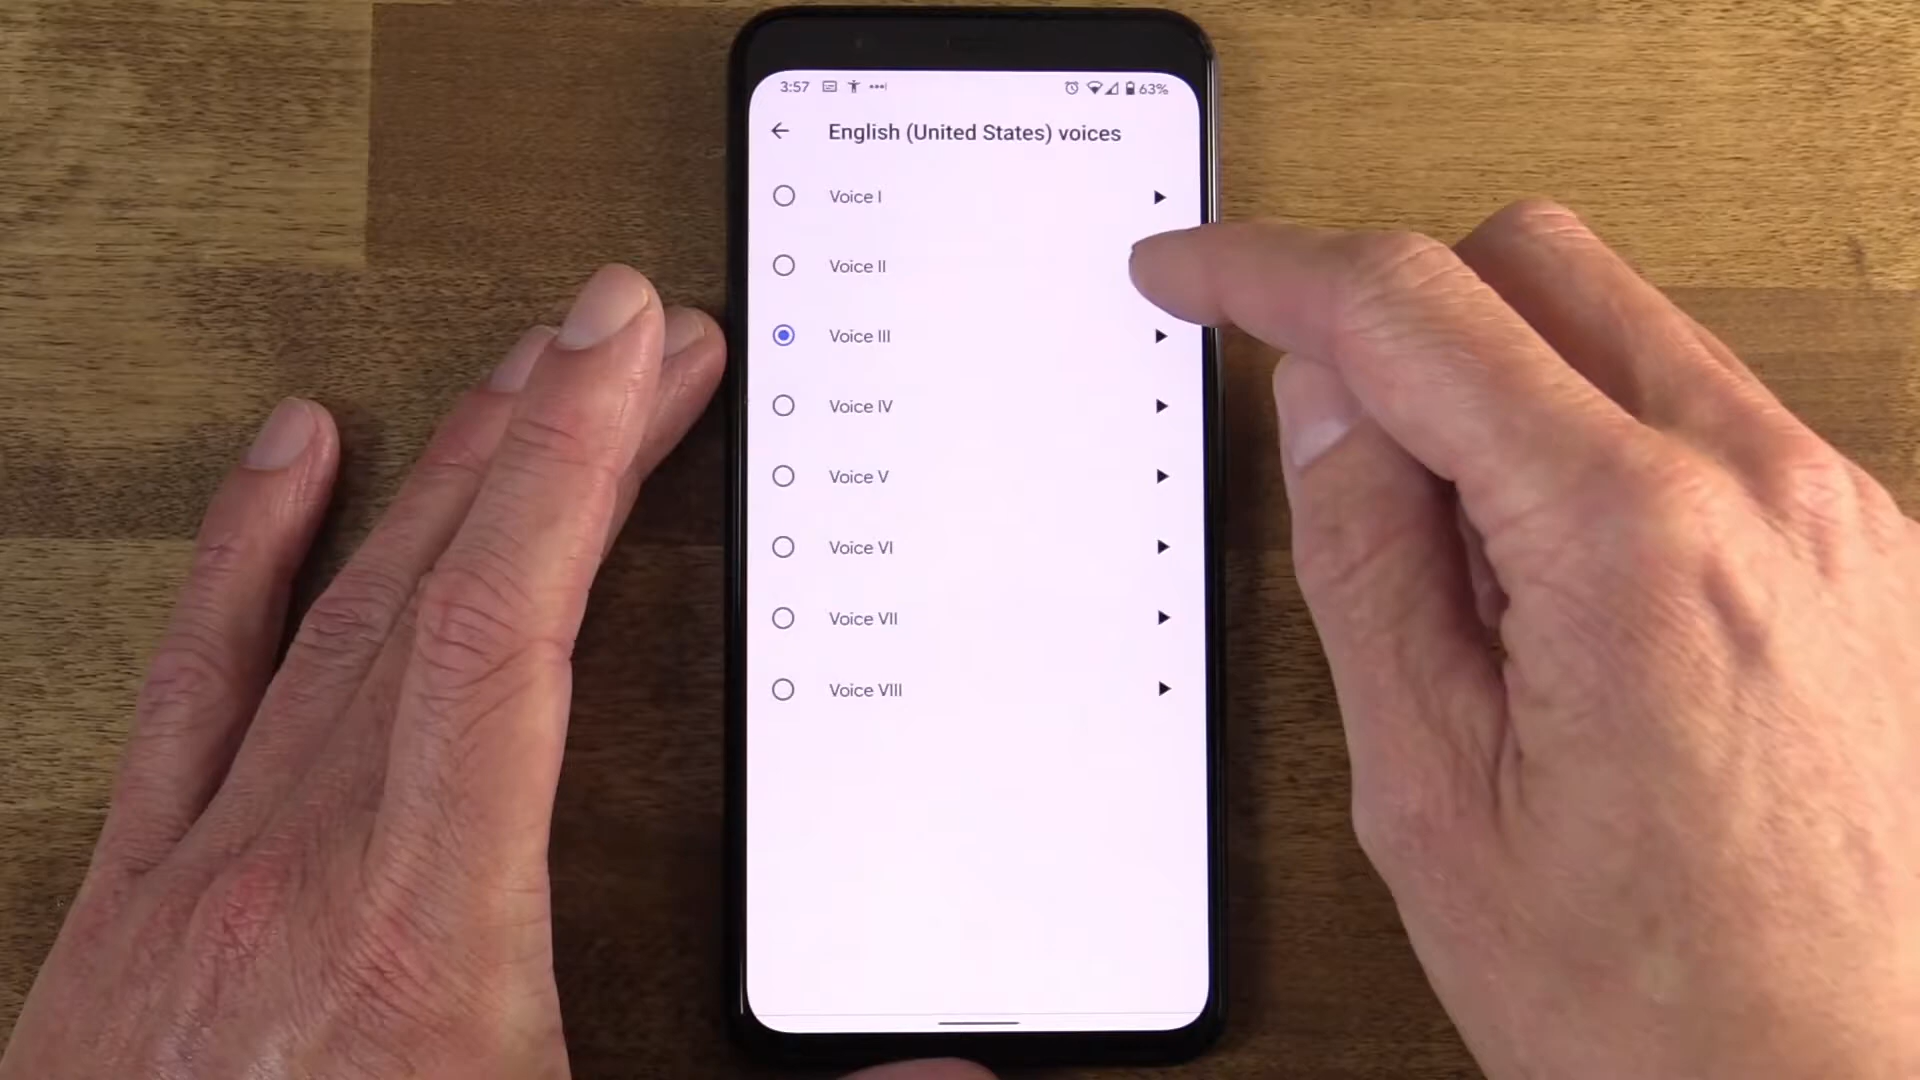 3:57 63%
English (United States) voices
Voice I
Voice II
Voice III
Voice IV
Voice V
Voice VI
Voice VII
Voice VIII